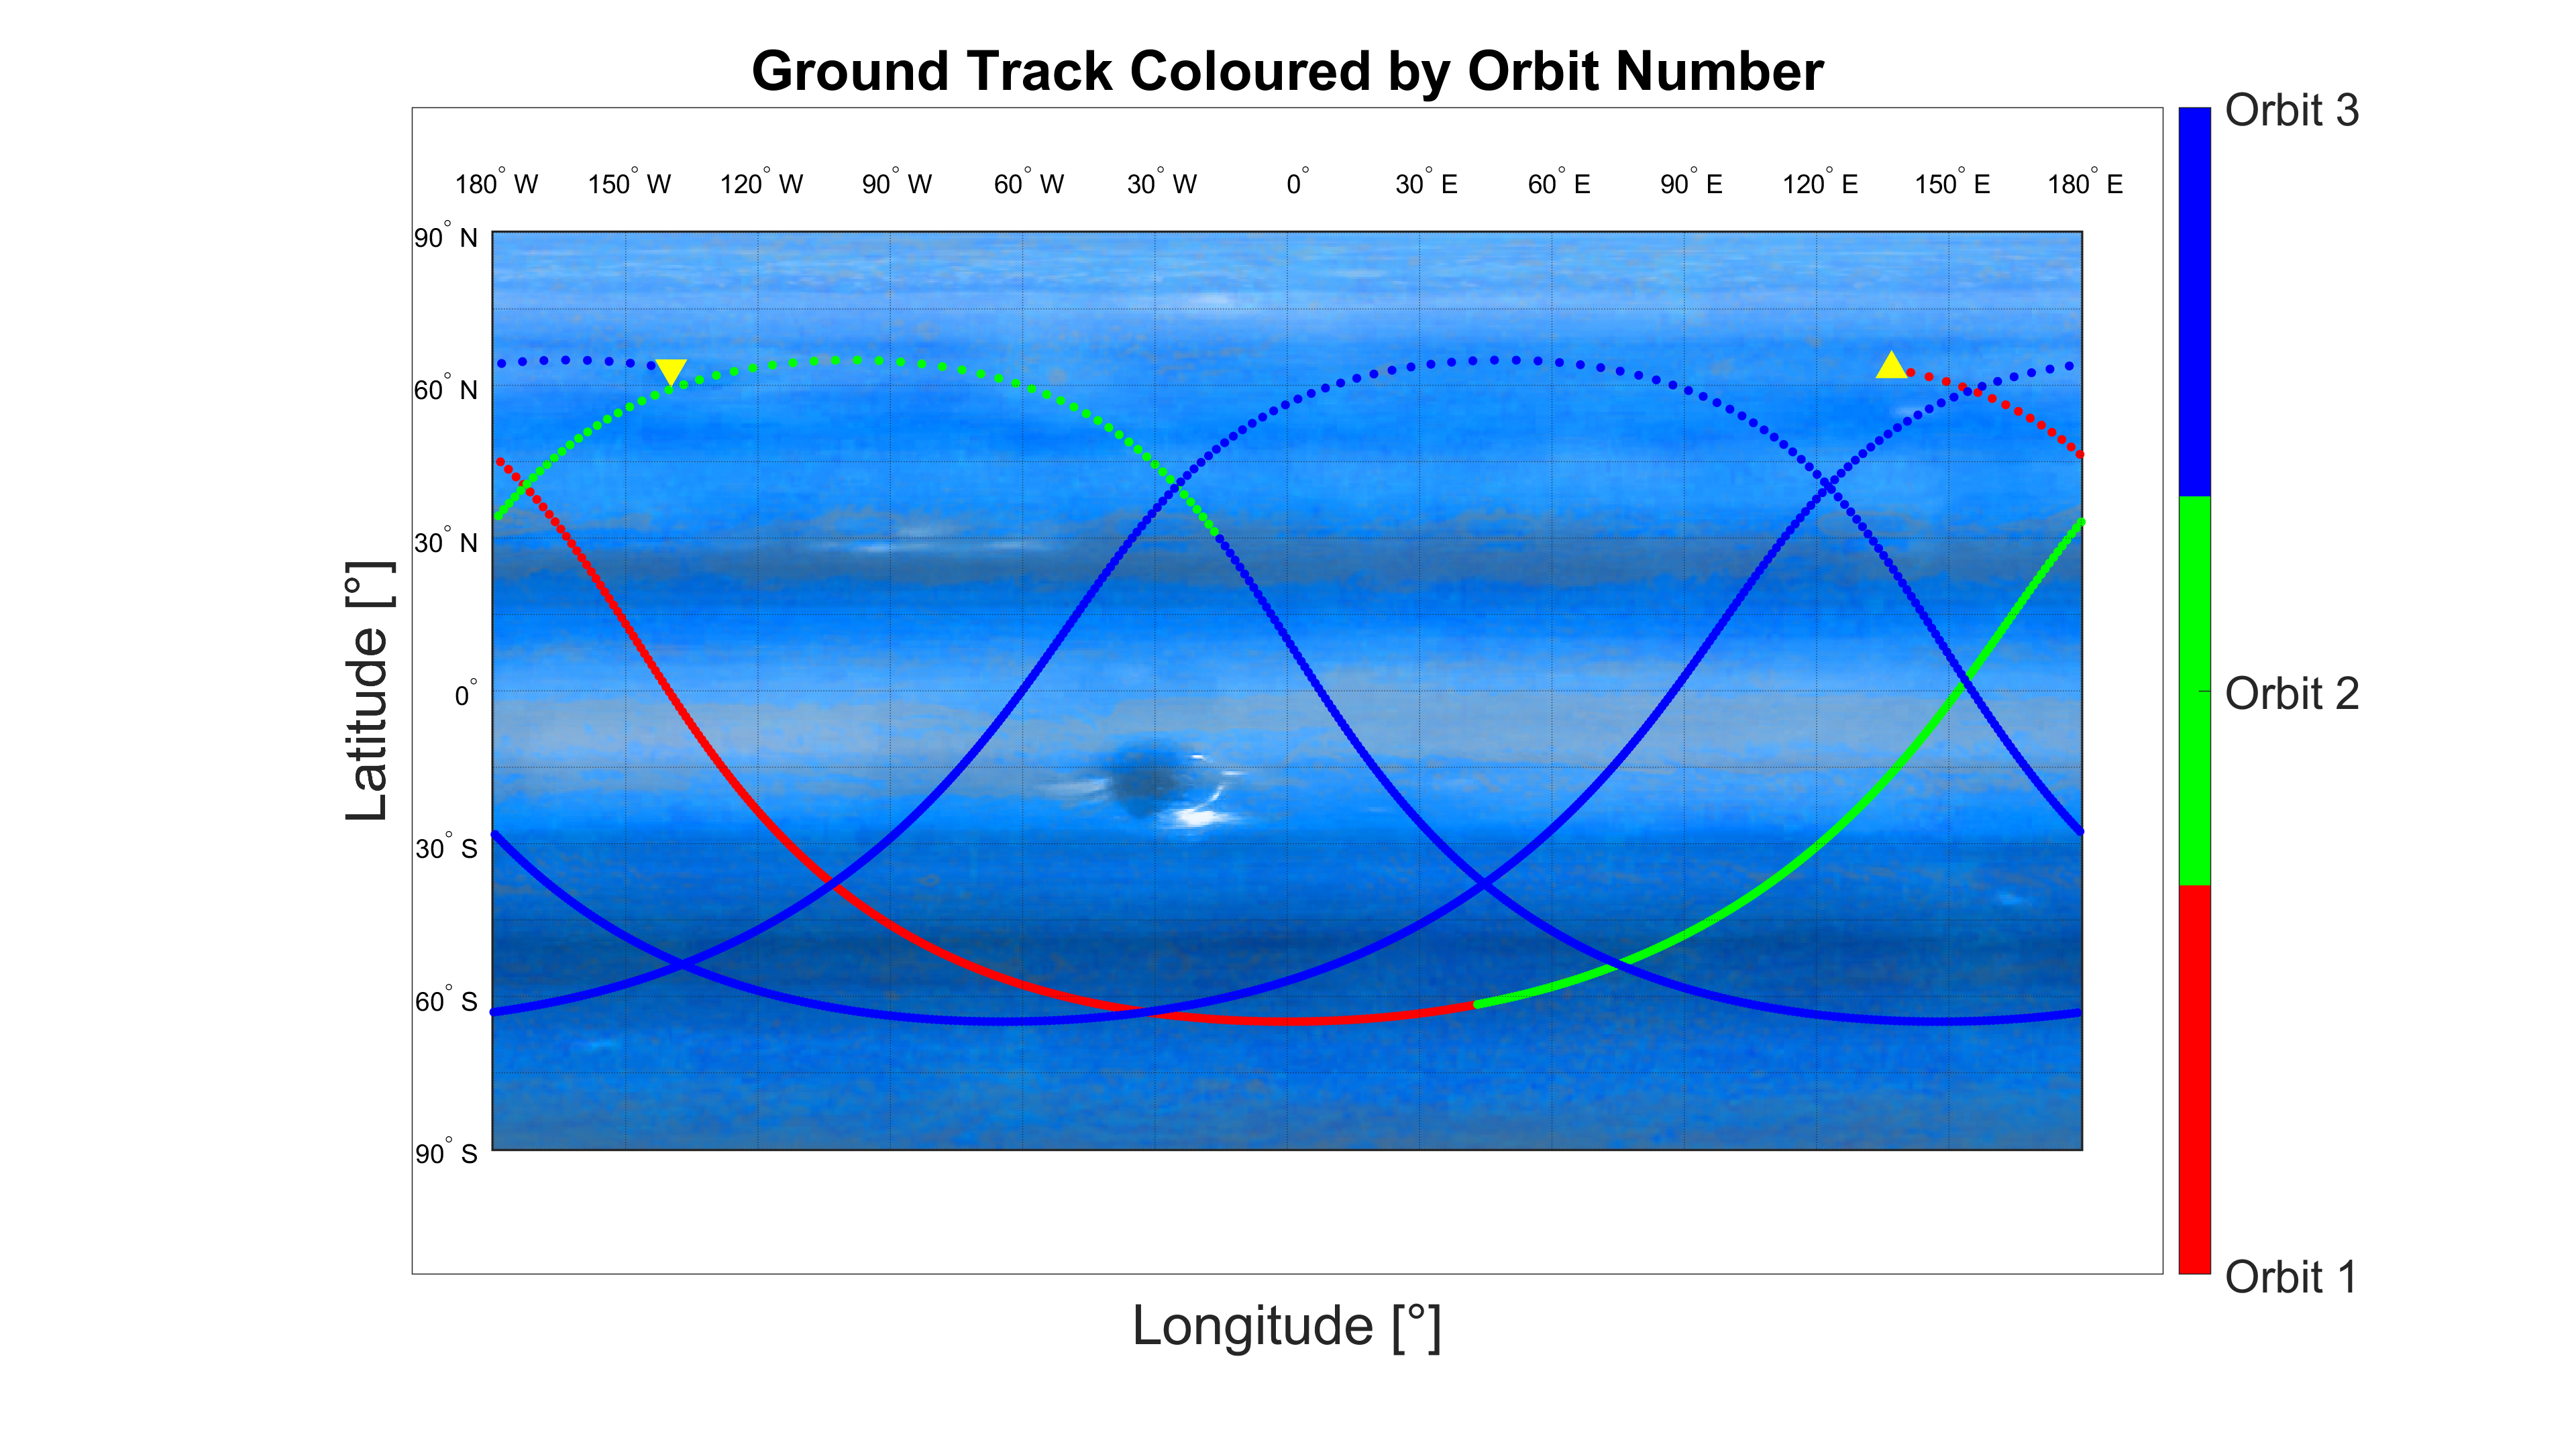 Ground Track Coloured by Orbit Number
Orbit 3
180° W 150° W 120° W 90° W 60° W 30° W 0° 30° E 60° E 90° E 120° E 150° E 180° E
90° N
60° N
30° N
0°
30° S
60° S
90° S
Latitude [°]
Orbit 2
Orbit 1
Longitude [°]